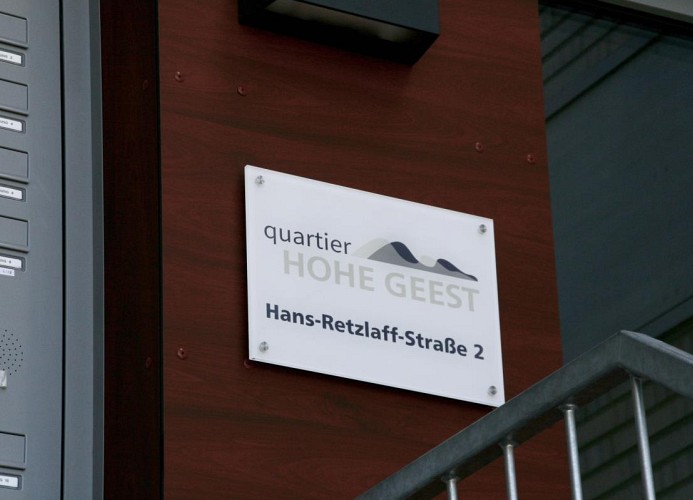 quartier
HOHE GEEST
Hans-Retzlaff-Straße 2